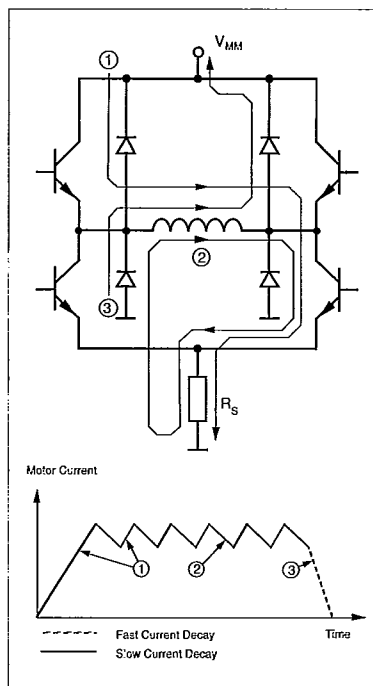 V_MM
①
②
③
R_S
Motor Current
① ② ③
Fast Current Decay
Time
Slow Current Decay